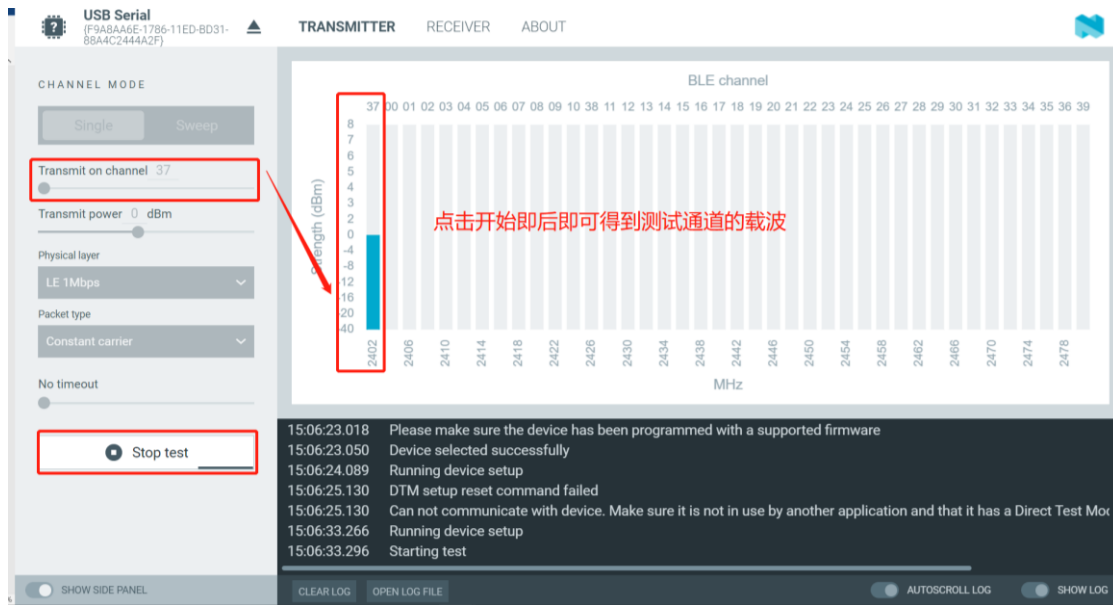 USB Serial
{F9A8AA6E-1786-11ED-BD31-
88A4C2444A2F}
TRANSMITTER RECEIVER ABOUT
CHANNEL MODE
Single Sweep
Transmit on channel 37
Transmit power 0 dBm
Physical layer
LE 1Mbps
Packet type
Constant carrier
No timeout
Stop test
SHOW SIDE PANEL
BLE channel
37 00 01 02 03 04 05 06 07 08 09 10 38 11 12 13 14 15 16 17 18 19 20 21 22 23 24 25 26 27 28 29 30 31 32 33 34 35 36 39
8
7
6
5
4
3
2
0
-4
-8
-12
-16
-20
-40
Strength (dBm)
点击开始即后即可得到测试通道的载波
2402 2406 2410 2414 2418 2422 2426 2430 2434 2438 2442 2446 2450 2454 2458 2462 2466 2470 2474 2478
MHz
15:06:23.018 Please make sure the device has been programmed with a supported firmware
15:06:23.050 Device selected successfully
15:06:24.089 Running device setup
15:06:25.130 DTM setup reset command failed
15:06:25.130 Can not communicate with device. Make sure it is not in use by another application and that it has a Direct Test Mo
15:06:33.266 Running device setup
15:06:33.296 Starting test
CLEAR LOG OPEN LOG FILE AUTOSCROLL LOG SHOW LOG